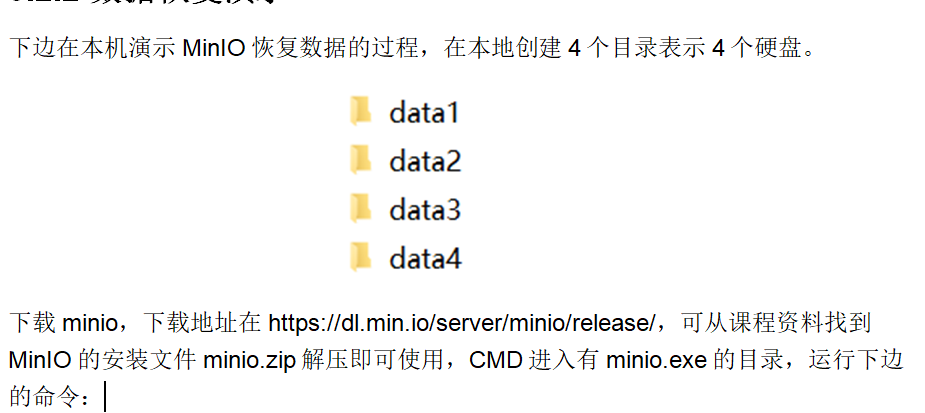 下边在本机演示 MinIO 恢复数据的过程，在本地创建 4 个目录表示 4 个硬盘。
data1
data2
data3
data4
下载 minio，下载地址在 https://dl.min.io/server/minio/release/，可从课程资料找到
MinIO 的安装文件 minio.zip 解压即可使用，CMD 进入有 minio.exe 的目录，运行下边
的命令：